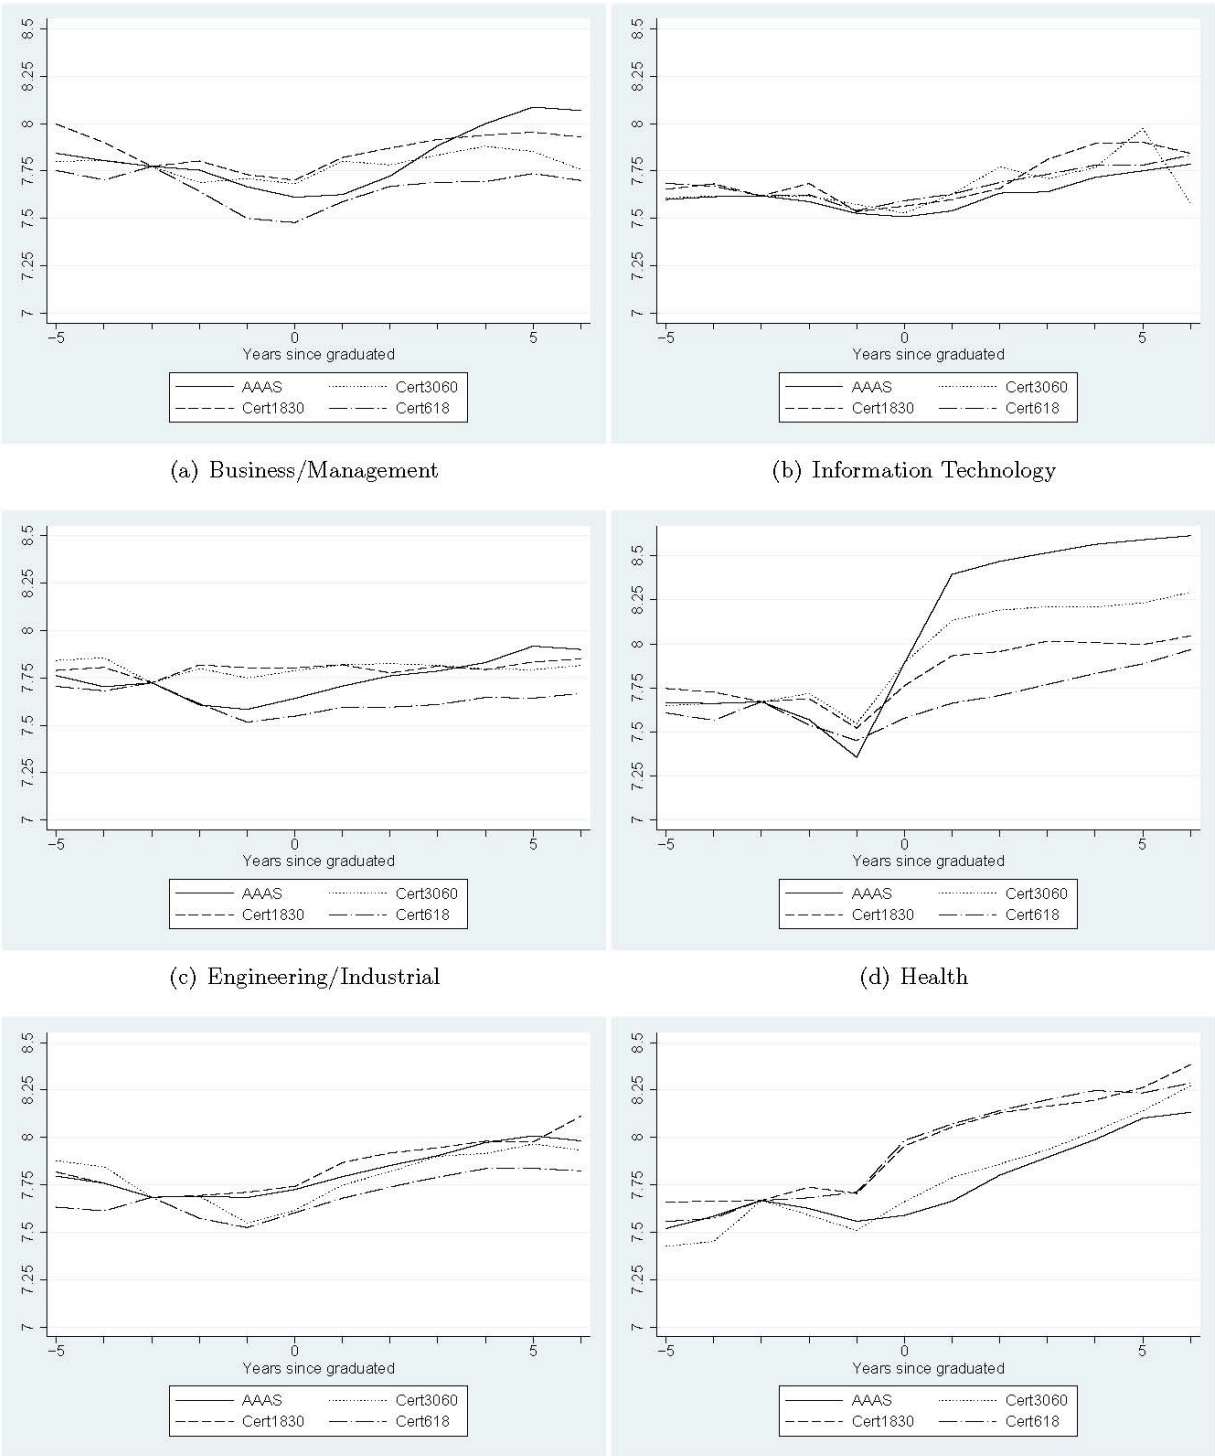 8.5
8.25
8
7.75
7.5
7.25
7
−5 0 5
Years since graduated
AAAS Cert3060
Cert1830 Cert618
(a) Business/Management
8.5
8.25
8
7.75
7.5
7.25
7
−5 0 5
Years since graduated
AAAS Cert3060
Cert1830 Cert618
(b) Information Technology
8.5
8.25
8
7.75
7.5
7.25
7
−5 0 5
Years since graduated
AAAS Cert3060
Cert1830 Cert618
(c) Engineering/Industrial
8.5
8.25
8
7.75
7.5
7.25
7
−5 0 5
Years since graduated
AAAS Cert3060
Cert1830 Cert618
(d) Health
8.5
8.25
8
7.75
7.5
7.25
7
−5 0 5
Years since graduated
AAAS Cert3060
Cert1830 Cert618
8.5
8.25
8
7.75
7.5
7.25
7
−5 0 5
Years since graduated
AAAS Cert3060
Cert1830 Cert618